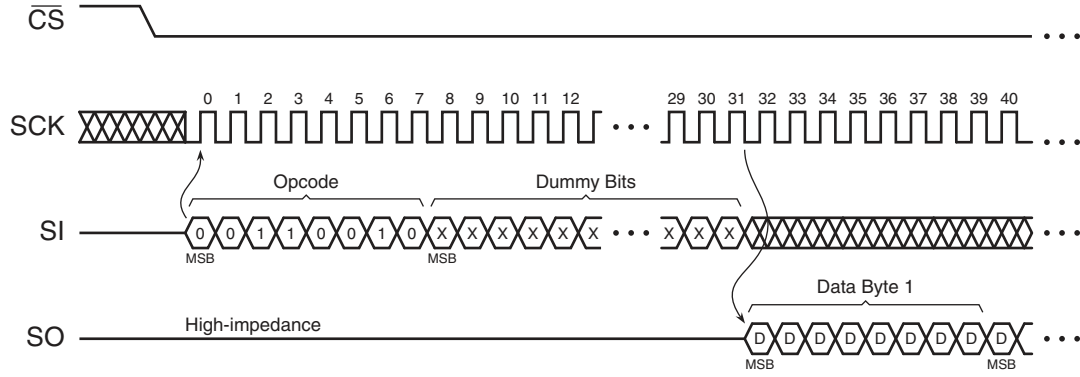 CS
• • •
0 1 2 3 4 5 6 7 8 9 10 11 12 29 30 31 32 33 34 35 36 37 38 39 40
SCK • • • • • •
Opcode Dummy Bits
SI 0 0 1 1 0 0 1 0 X X X X X X • • • X X X • • •
MSB MSB
Data Byte 1
High-impedance
SO D D D D D D D D D • • •
MSB MSB